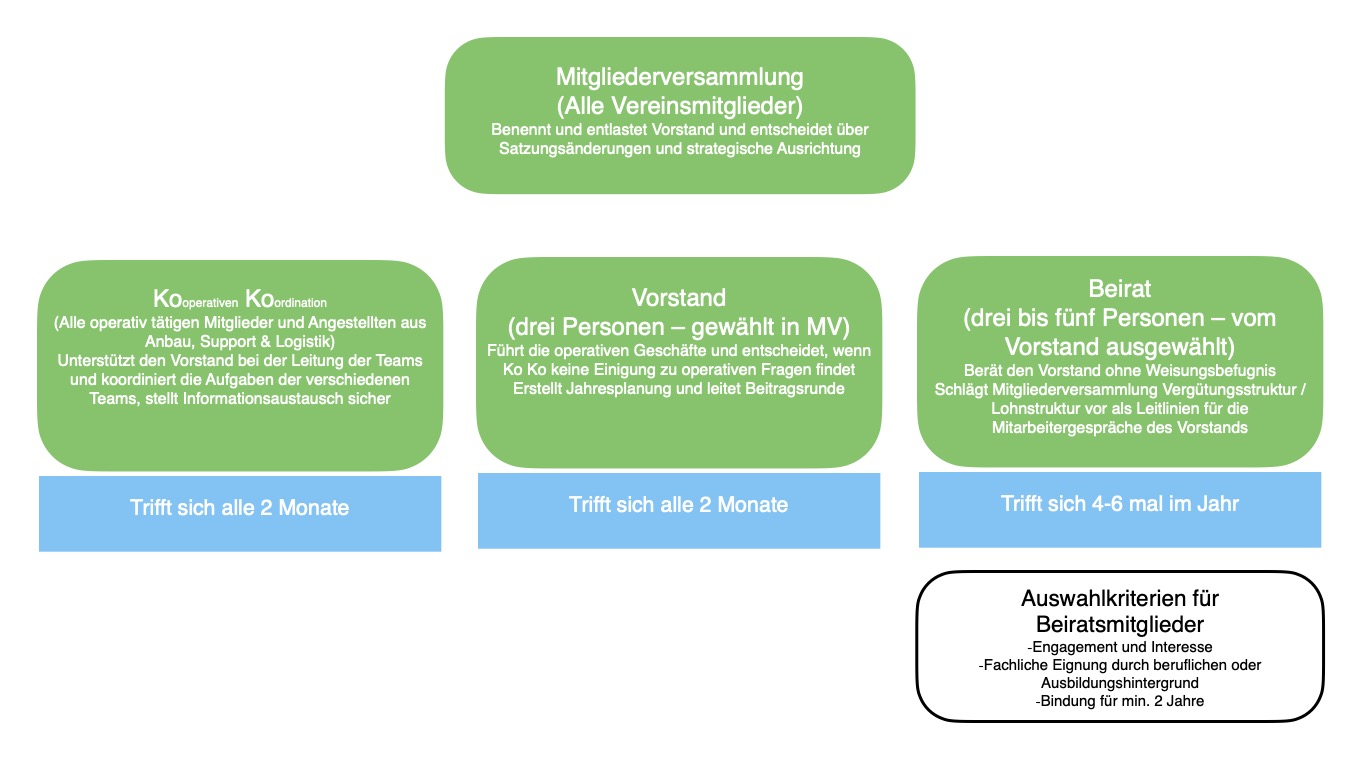 Mitgliederversammlung
(Alle Vereinsmitglieder)
Benennt und entlastet Vorstand und entscheidet über
Satzungsänderungen und strategische Ausrichtung
Kooperativen Koordination
(Alle operativ tätigen Mitglieder und Angestellten aus
Anbau, Support & Logistik)
Unterstützt den Vorstand bei der Leitung der Teams
und koordiniert die Aufgaben der verschiedenen
Teams, stellt Informationsaustausch sicher
Trifft sich alle 2 Monate
Vorstand
(drei Personen – gewählt in MV)
Führt die operativen Geschäfte und entscheidet, wenn
Ko Ko keine Einigung zu operativen Fragen findet
Erstellt Jahresplanung und leitet Beitragsrunde
Trifft sich alle 2 Monate
Beirat
(drei bis fünf Personen – vom
Vorstand ausgewählt)
Berät den Vorstand ohne Weisungsbefugnis
Schlägt Mitgliederversammlung Vergütungsstruktur /
Lohnstruktur vor als Leitlinien für die
Mitarbeitergespräche des Vorstands
Trifft sich 4-6 mal im Jahr
Auswahlkriterien für
Beiratsmitglieder
-Engagement und Interesse
-Fachliche Eignung durch beruflichen oder
Ausbildungshintergrund
-Bindung für min. 2 Jahre